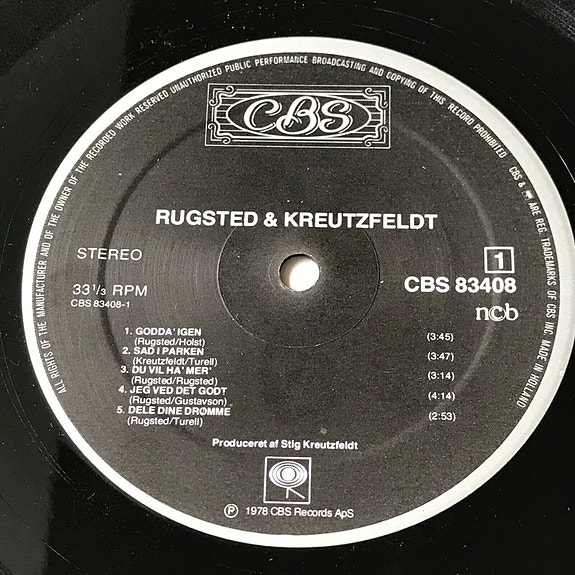 ALL RIGHTS OF THE MANUFACTURER AND OF THE OWNER OF THE RECORDED WORK RESERVED UNAUTHORIZED PUBLIC PERFORMANCE BROADCASTING AND COPYING OF THIS RECORD PROHIBITED CBS & ARE REG. TRADEMARKS OF CBS INC. MADE IN HOLLAND
CBS
RUGSTED & KREUTZFELDT
STEREO
1
33 1/3 RPM
CBS 83408
CBS 83408-1
ncb
1. GODDA' IGEN (3:45)
(Rugsted/Holst)
2. SAD I PARKEN (3:47)
(Kreutzfeldt/Turell)
3. DU VIL HA' MER' (3:14)
(Rugsted/Rugsted)
4. JEG VED DET GODT (4:14)
(Rugsted/Gustavson)
5. DELE DINE DRØMME (2:53)
(Rugsted/Turell)
Produceret af Stig Kreutzfeldt
℗ 1978 CBS Records ApS